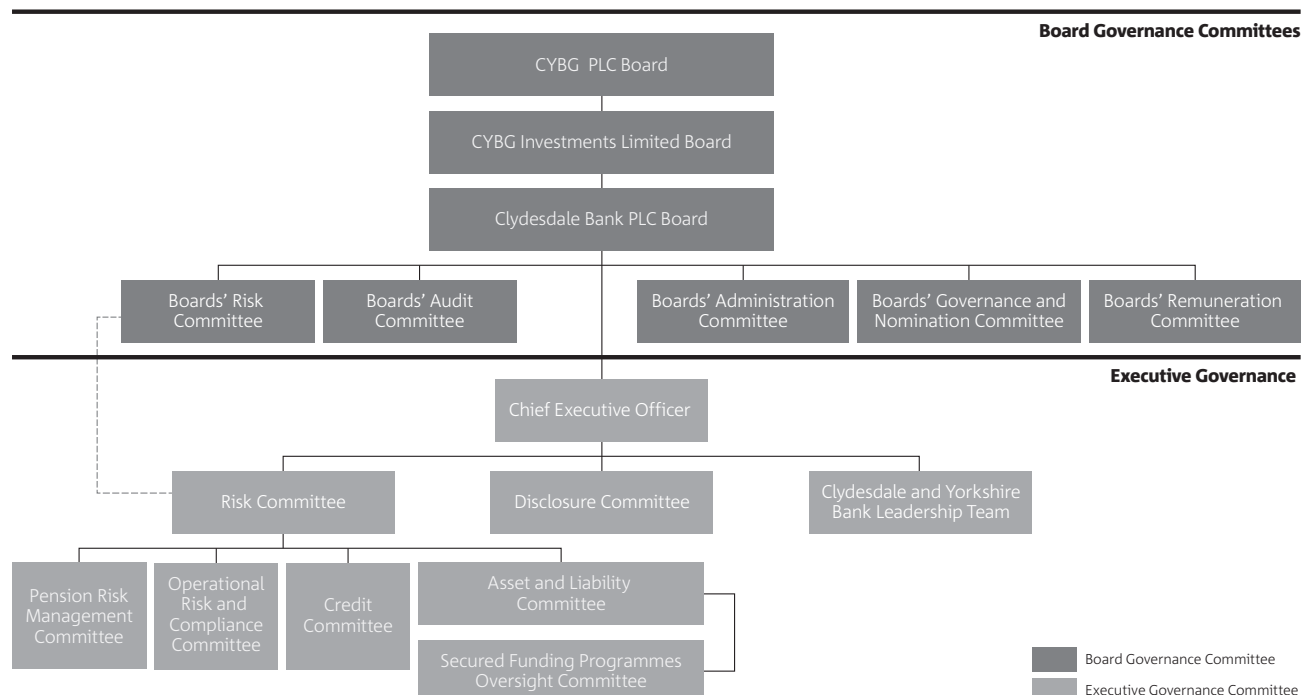 Board Governance Committees
CYBG PLC Board
CYBG Investments Limited Board
Clydesdale Bank PLC Board
Boards' Risk
Committee
Boards' Audit
Committee
Boards' Administration
Committee
Boards' Governance and
Nomination Committee
Boards' Remuneration
Committee
Executive Governance
Chief Executive Officer
Risk Committee
Disclosure Committee
Clydesdale and Yorkshire
Bank Leadership Team
Pension Risk
Management
Committee
Operational
Risk and
Compliance
Committee
Credit
Committee
Asset and Liability
Committee
Secured Funding Programmes
Oversight Committee
Board Governance Committee
Executive Governance Committee